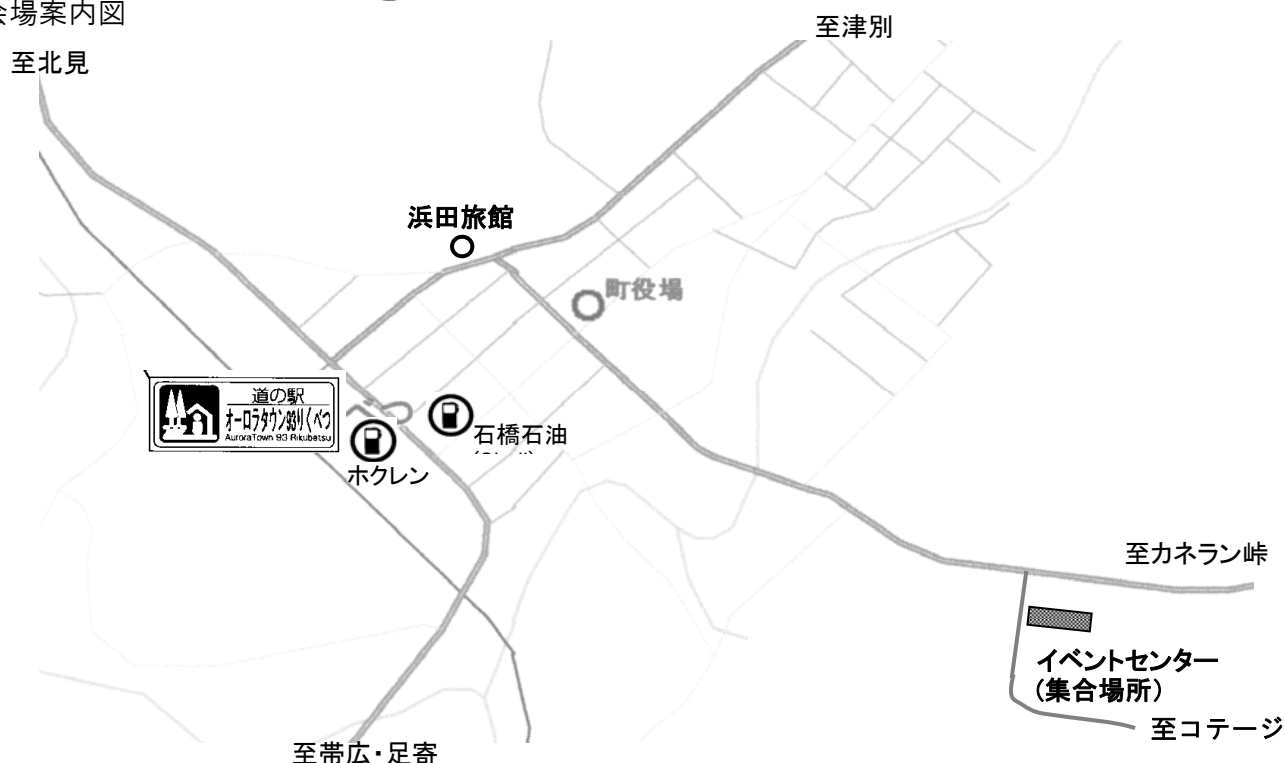 会場案内図
至津別
至北見
浜田旅館
町役場
道の駅
オーロラタウン93りくべつ
AuroraTown 93 Rikubetsu
石橋石油
ホクレン
至カネラン峠
イベントセンター
(集合場所)
至コテージ
至帯広・足寄